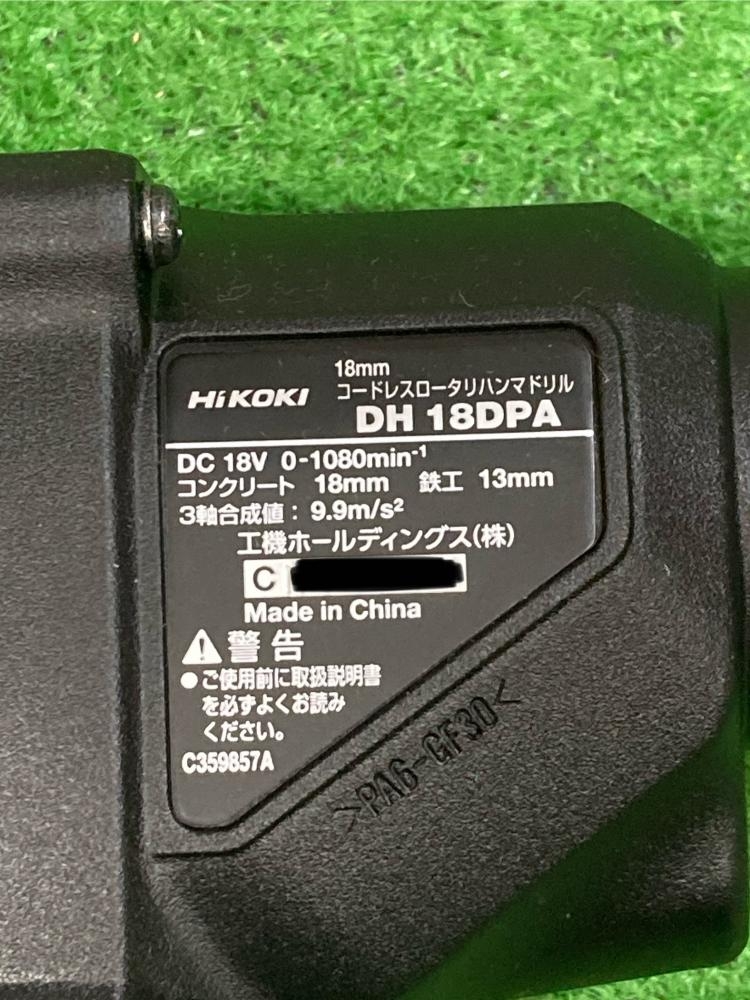 18mm
HiKOKI コードレスロータリハンマドリル
DH 18DPA
DC 18V 0-1080min⁻¹
コンクリート 18mm 鉄工 13mm
3軸合成値：9.9m/s²
工機ホールディングス(株)
C
Made in China
警告
●ご使用前に取扱説明書
を必ずよくお読み
ください。
C359857A
>PA6-GF30<